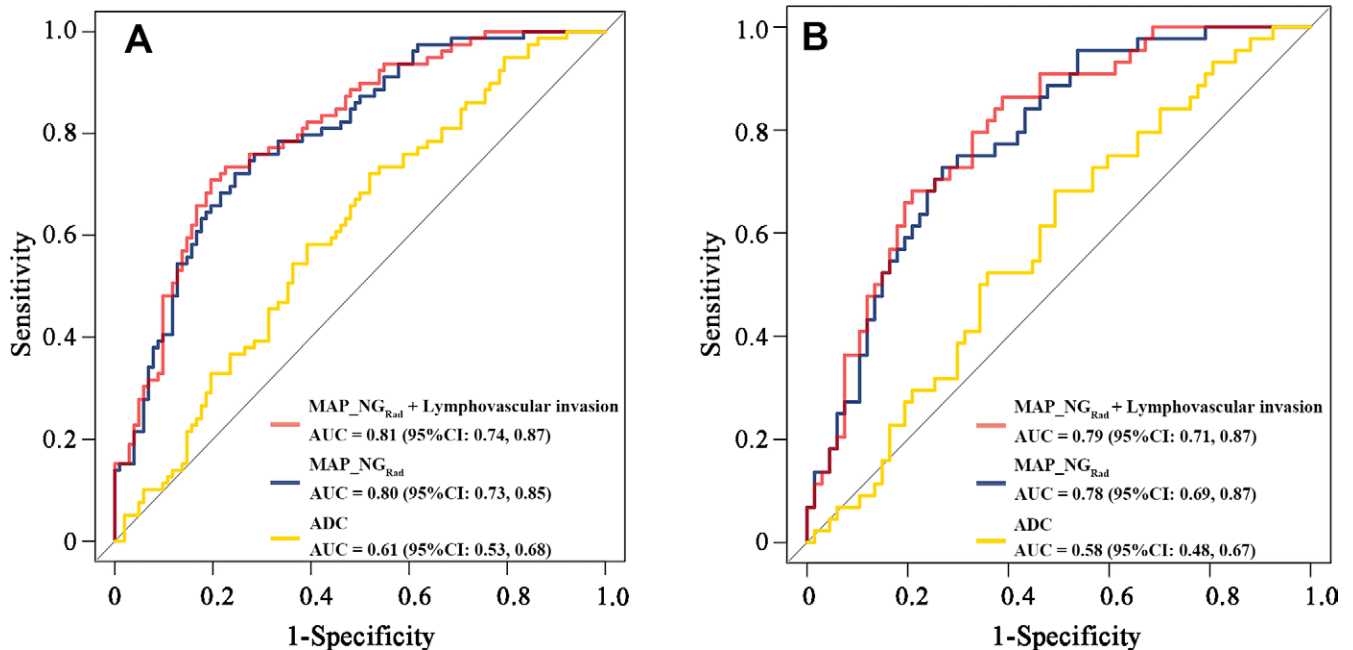 A
1.0
0.8
0.6
0.4
0.2
0
Sensitivity
MAP_NG_Rad + Lymphovascular invasion
AUC = 0.81 (95%CI: 0.74, 0.87)
MAP_NG_Rad
AUC = 0.80 (95%CI: 0.73, 0.85)
ADC
AUC = 0.61 (95%CI: 0.53, 0.68)
0 0.2 0.4 0.6 0.8 1.0
1-Specificity
B
1.0
0.8
0.6
0.4
0.2
0
Sensitivity
MAP_NG_Rad + Lymphovascular invasion
AUC = 0.79 (95%CI: 0.71, 0.87)
MAP_NG_Rad
AUC = 0.78 (95%CI: 0.69, 0.87)
ADC
AUC = 0.58 (95%CI: 0.48, 0.67)
0 0.2 0.4 0.6 0.8 1.0
1-Specificity